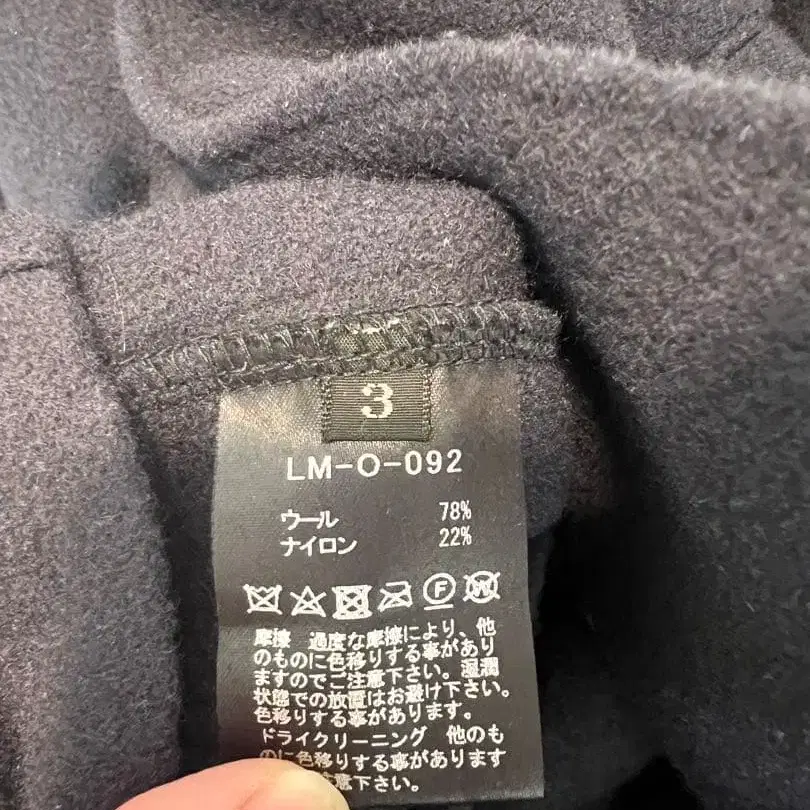 3
LM-O-092
ウール 78%
ナイロン 22%
F W
摩擦 過度な摩擦により、他
のものに色移りする事があり
ますのでご注意下さい。湿潤
状態での放置はお避け下さい。
色移りする事があります。
ドライクリーニング 他のも
のに色移りする事があります
注意下さい。